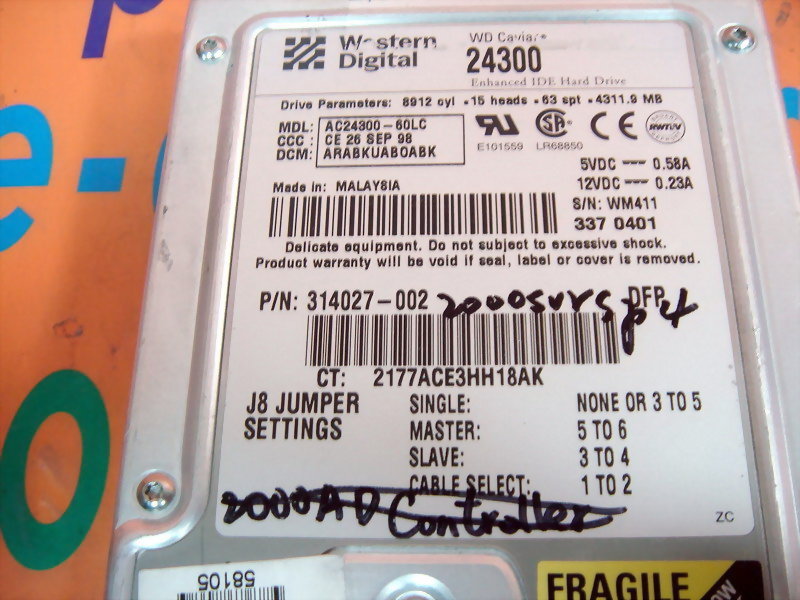 Western Digital
WD Caviar®
24300
Enhanced IDE Hard Drive
Drive Parameters: 8912 cyl •15 heads •63 spt •4311.9 MB
MDL: AC24300-60LC
CCC: CE 26 SEP 98
DCM: ARABKUABOABK
E101559 LR68850
5VDC 0.58A
12VDC 0.23A
Made in: MALAYSIA
S/N: WM411
337 0401
Delicate equipment. Do not subject to excessive shock.
Product warranty will be void if seal, label or cover is removed.
P/N: 314027-002 2000SVrSp4 DFP
CT: 2177ACE3HH18AK
J8 JUMPER SETTINGS
SINGLE: NONE OR 3 TO 5
MASTER: 5 TO 6
SLAVE: 3 TO 4
CABLE SELECT: 1 TO 2
2000AD Controller
ZC
58105
FRAGILE